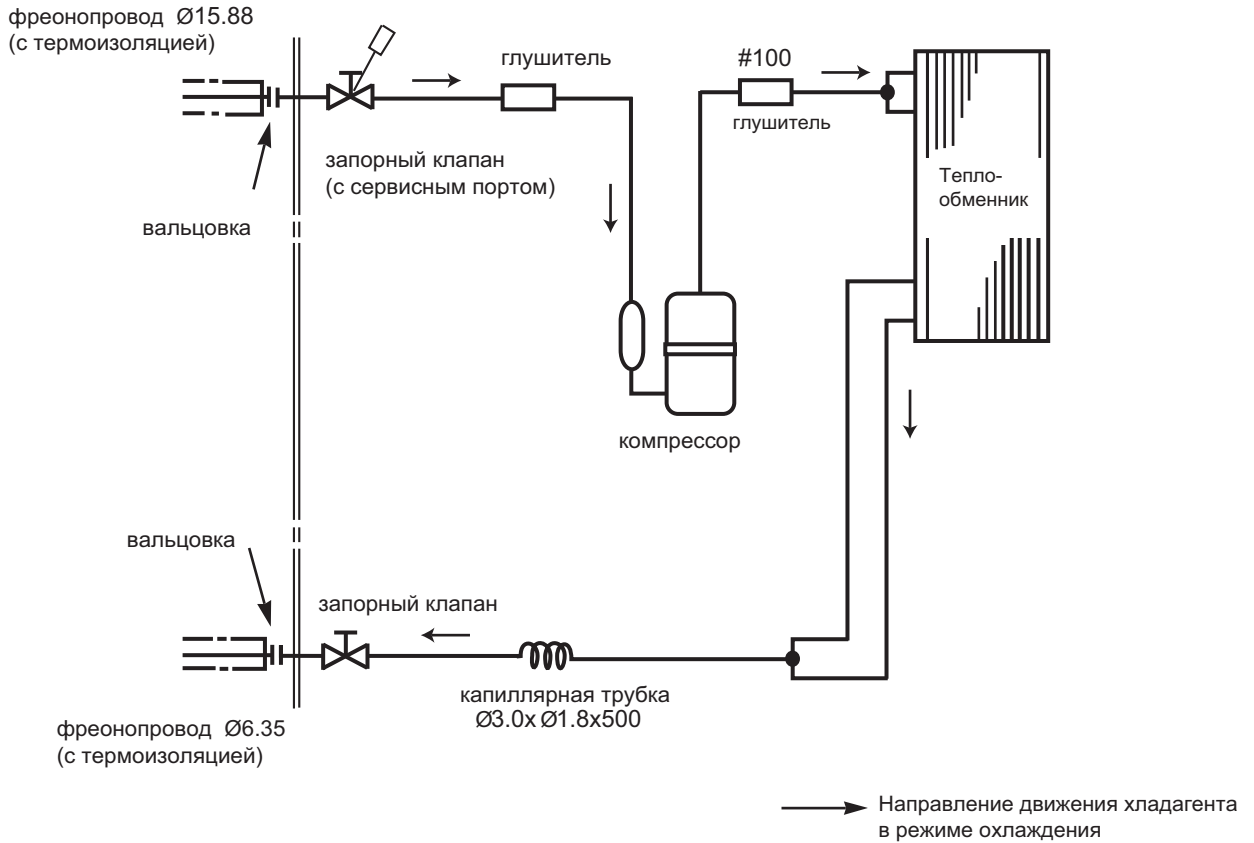 фреонопровод Ø15.88
(с термоизоляцией)
глушитель
#100
глушитель
запорный клапан
(с сервисным портом)
вальцовка
Тепло-
обменник
компрессор
вальцовка
запорный клапан
капиллярная трубка
Ø3.0x Ø1.8x500
фреонопровод Ø6.35
(с термоизоляцией)
Направление движения хладагента
в режиме охлаждения